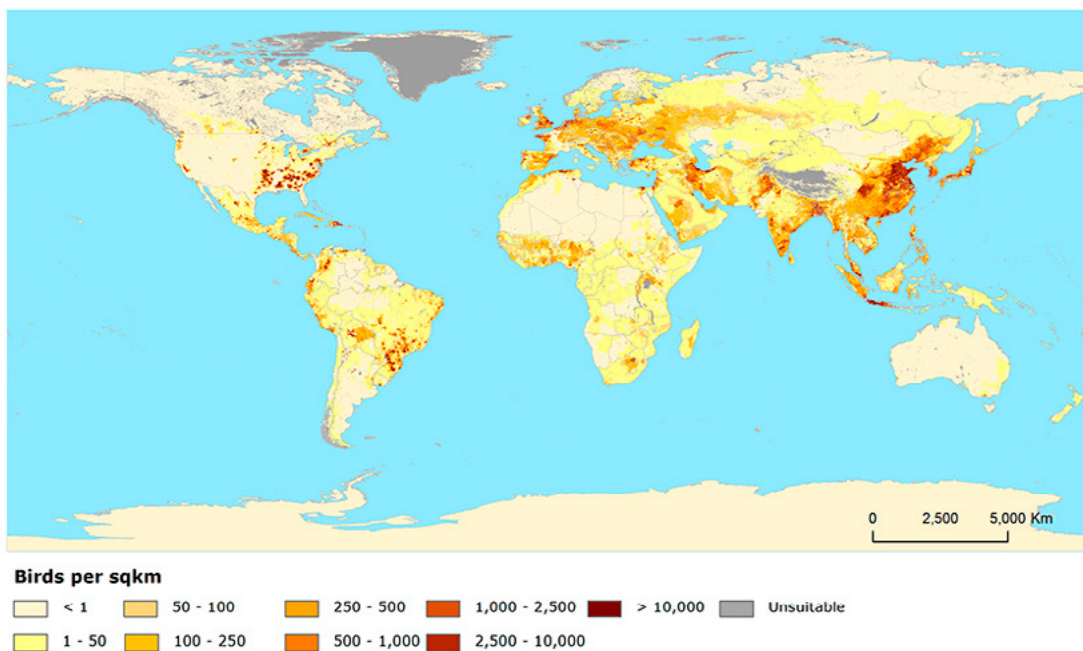 0 2,500 5,000 Km
Birds per sqkm
< 1 50 - 100 250 - 500 1,000 - 2,500 > 10,000 Unsuitable
1 - 50 100 - 250 500 - 1,000 2,500 - 10,000